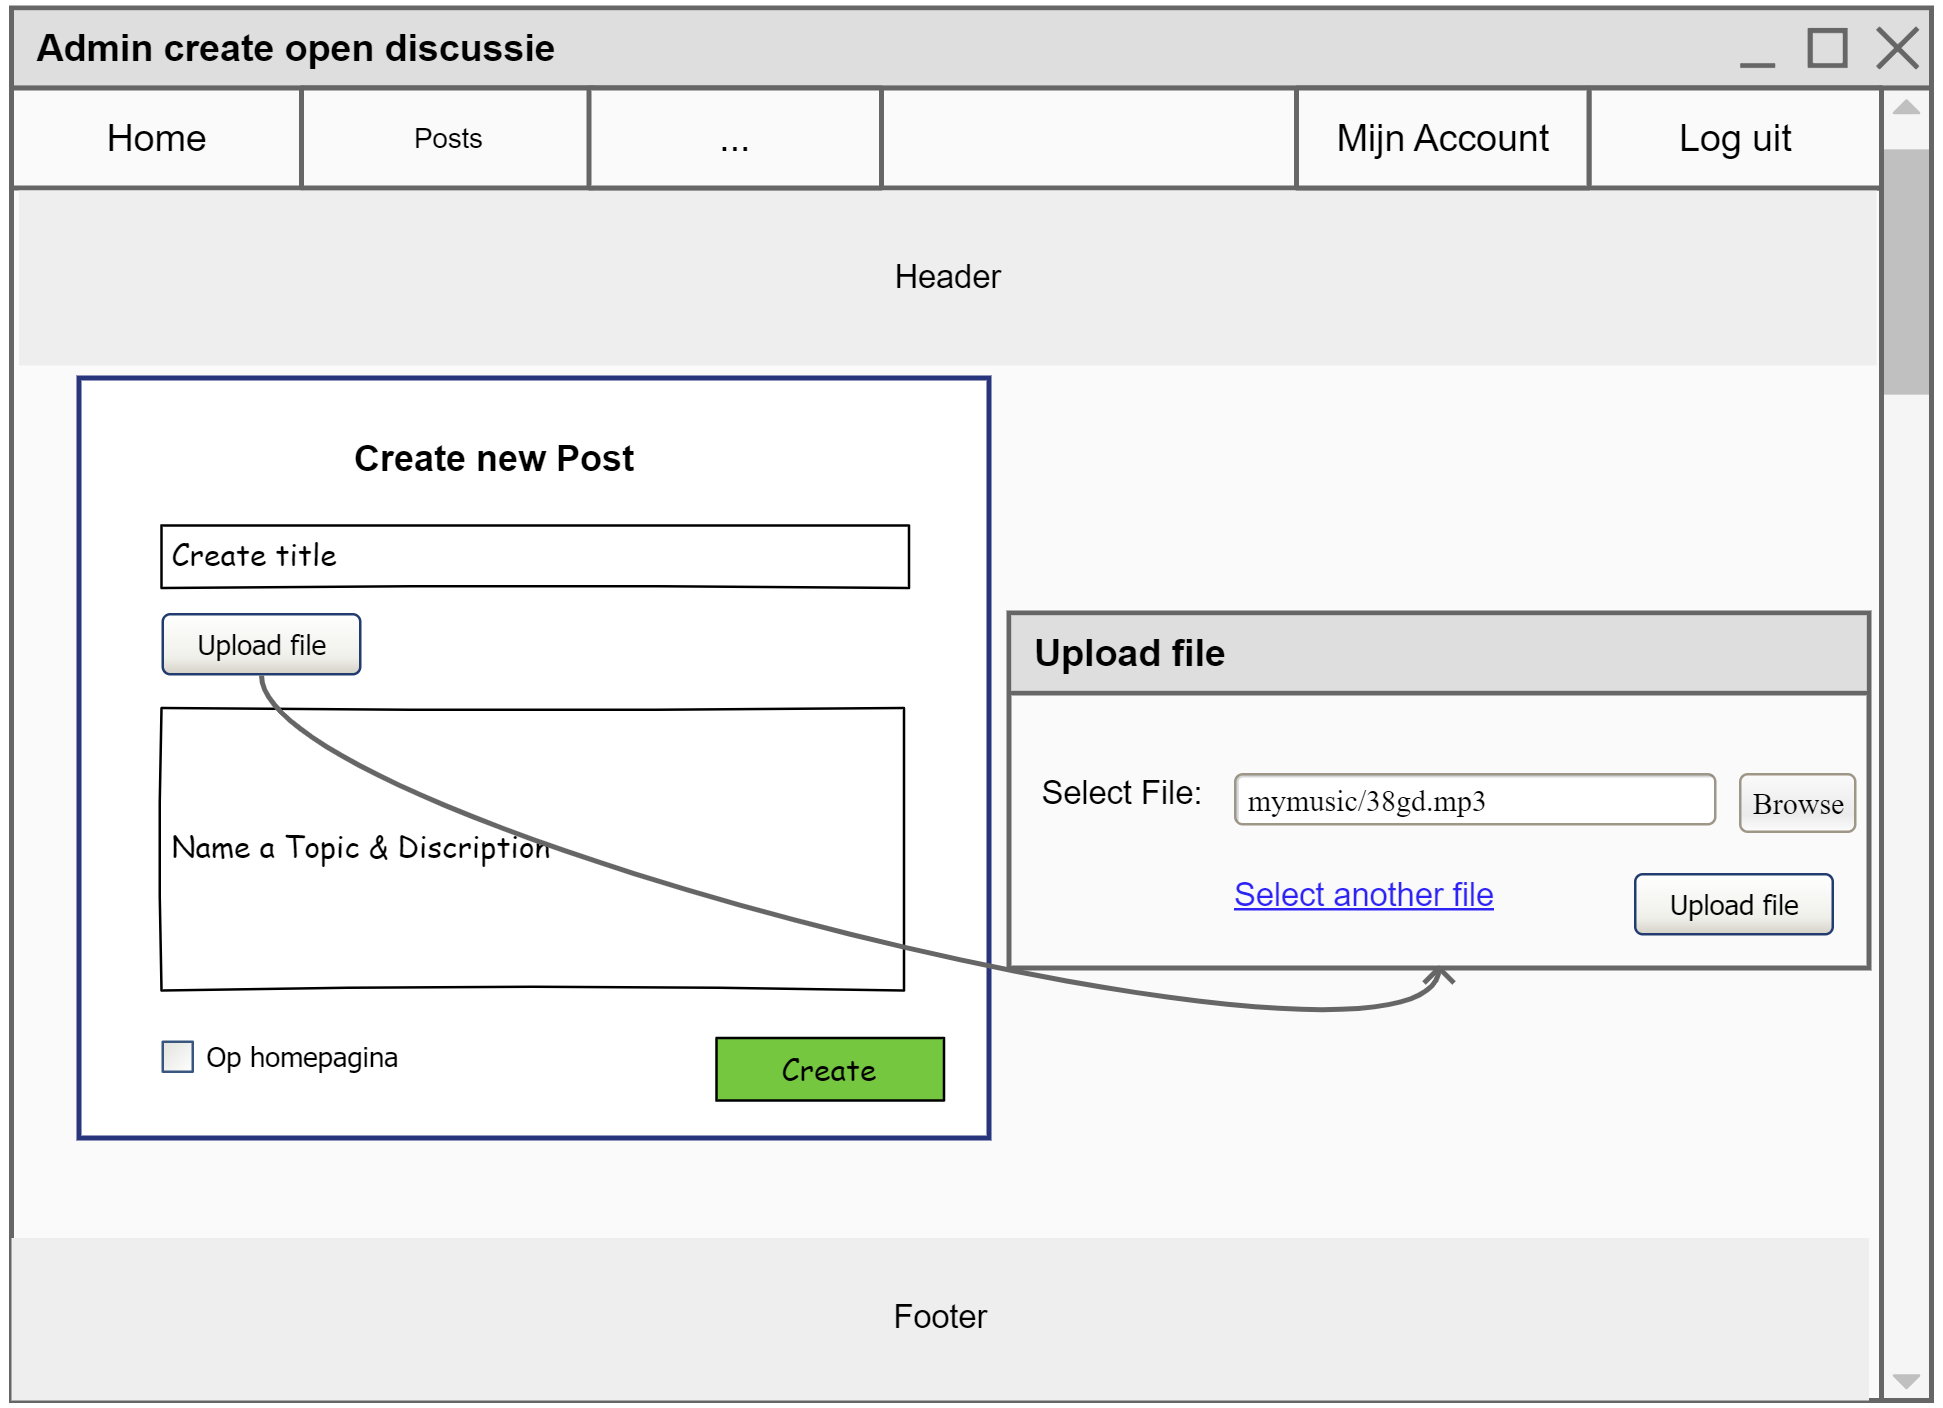 Admin create open discussie
Home
Posts
...
Mijn Account
Log uit
Header
Create new Post
Create title
Upload file
Name a Topic & Discription
Op homepagina
Create
Upload file
Select File:
mymusic/38gd.mp3
Browse
Select another file
Upload file
Footer